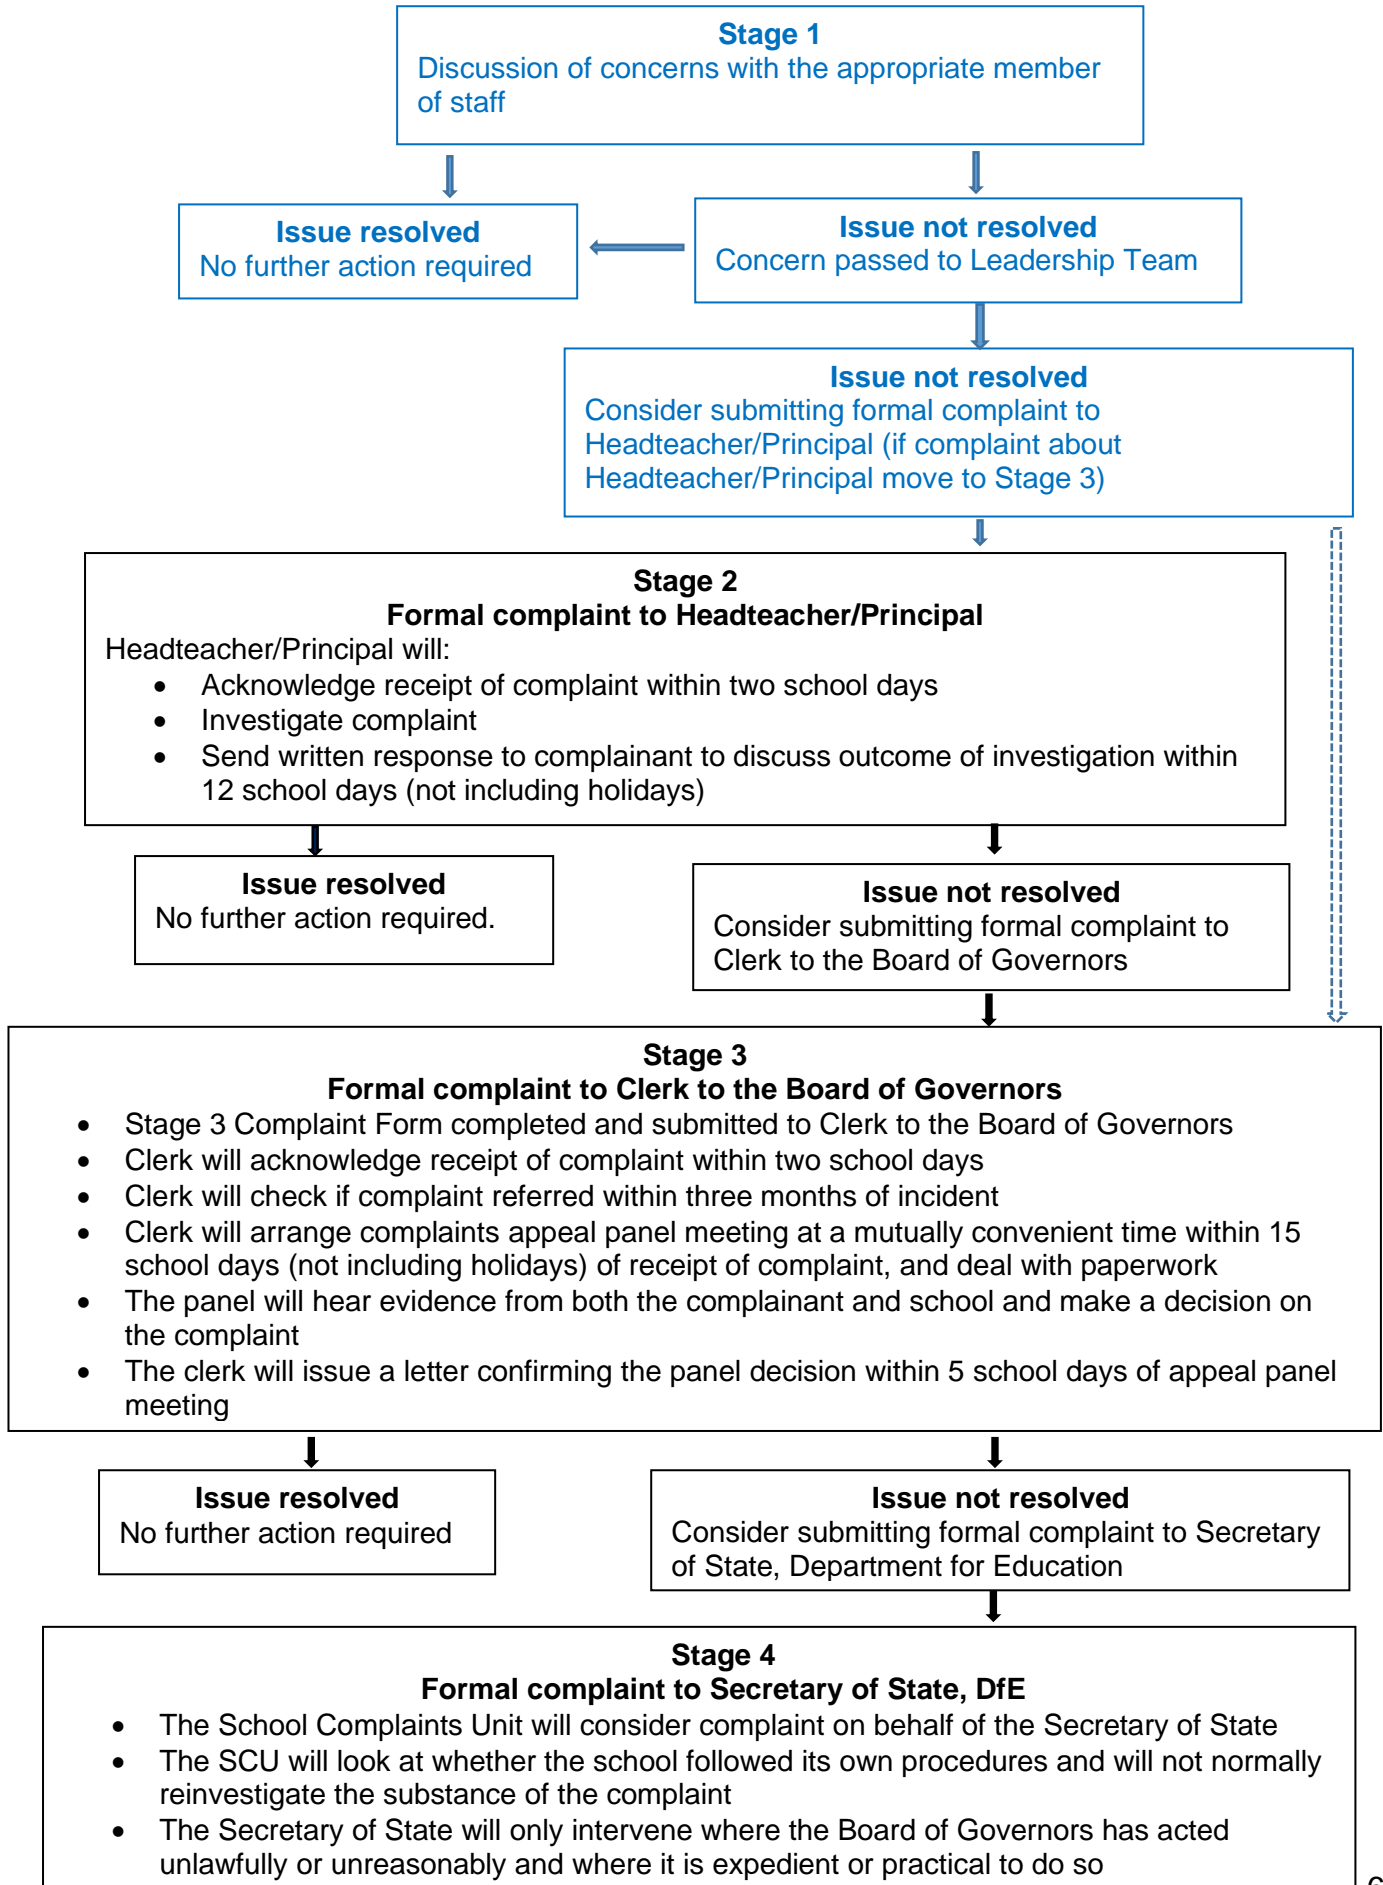 Stage 1
Discussion of concerns with the appropriate member
of staff
Issue resolved
No further action required
Issue not resolved
Concern passed to Leadership Team
Issue not resolved
Consider submitting formal complaint to
Headteacher/Principal (if complaint about
Headteacher/Principal move to Stage 3)
Stage 2
Formal complaint to Headteacher/Principal
Headteacher/Principal will:
• Acknowledge receipt of complaint within two school days
• Investigate complaint
• Send written response to complainant to discuss outcome of investigation within
12 school days (not including holidays)
Issue resolved
No further action required.
Issue not resolved
Consider submitting formal complaint to
Clerk to the Board of Governors
Stage 3
Formal complaint to Clerk to the Board of Governors
• Stage 3 Complaint Form completed and submitted to Clerk to the Board of Governors
• Clerk will acknowledge receipt of complaint within two school days
• Clerk will check if complaint referred within three months of incident
• Clerk will arrange complaints appeal panel meeting at a mutually convenient time within 15
school days (not including holidays) of receipt of complaint, and deal with paperwork
• The panel will hear evidence from both the complainant and school and make a decision on
the complaint
• The clerk will issue a letter confirming the panel decision within 5 school days of appeal panel
meeting
Issue resolved
No further action required
Issue not resolved
Consider submitting formal complaint to Secretary
of State, Department for Education
Stage 4
Formal complaint to Secretary of State, DfE
• The School Complaints Unit will consider complaint on behalf of the Secretary of State
• The SCU will look at whether the school followed its own procedures and will not normally
reinvestigate the substance of the complaint
• The Secretary of State will only intervene where the Board of Governors has acted
unlawfully or unreasonably and where it is expedient or practical to do so